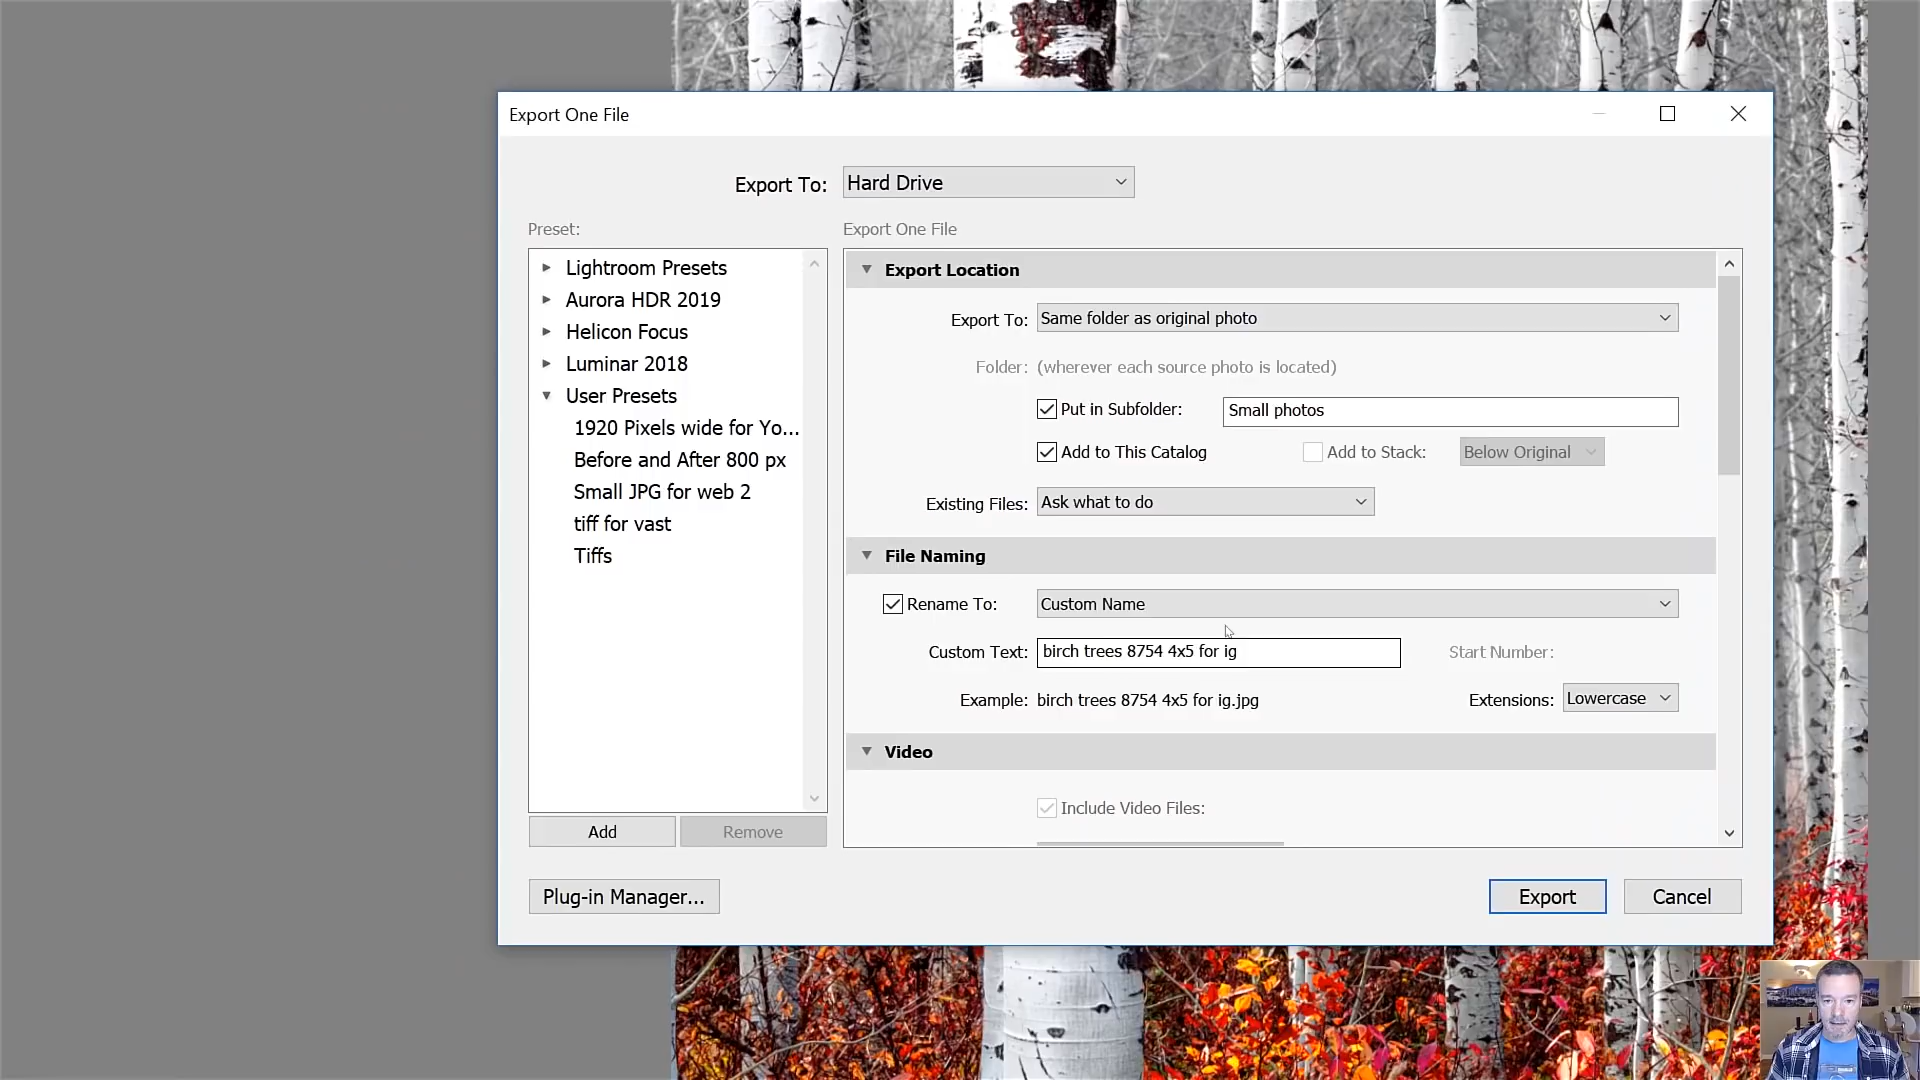 Export One File
Export To: Hard Drive
Preset:
Lightroom Presets
Aurora HDR 2019
Helicon Focus
Luminar 2018
User Presets
1920 Pixels wide for Yo...
Before and After 800 px
Small JPG for web 2
tiff for vast
Tiffs
Add
Remove
Export One File
Export Location
Export To: Same folder as original photo
Folder: (wherever each source photo is located)
Put in Subfolder: Small photos
Add to This Catalog Add to Stack: Below Original
Existing Files: Ask what to do
File Naming
Rename To: Custom Name
Custom Text: birch trees 8754 4x5 for ig Start Number:
Example: birch trees 8754 4x5 for ig.jpg Extensions: Lowercase
Video
Include Video Files:
Plug-in Manager... Export Cancel